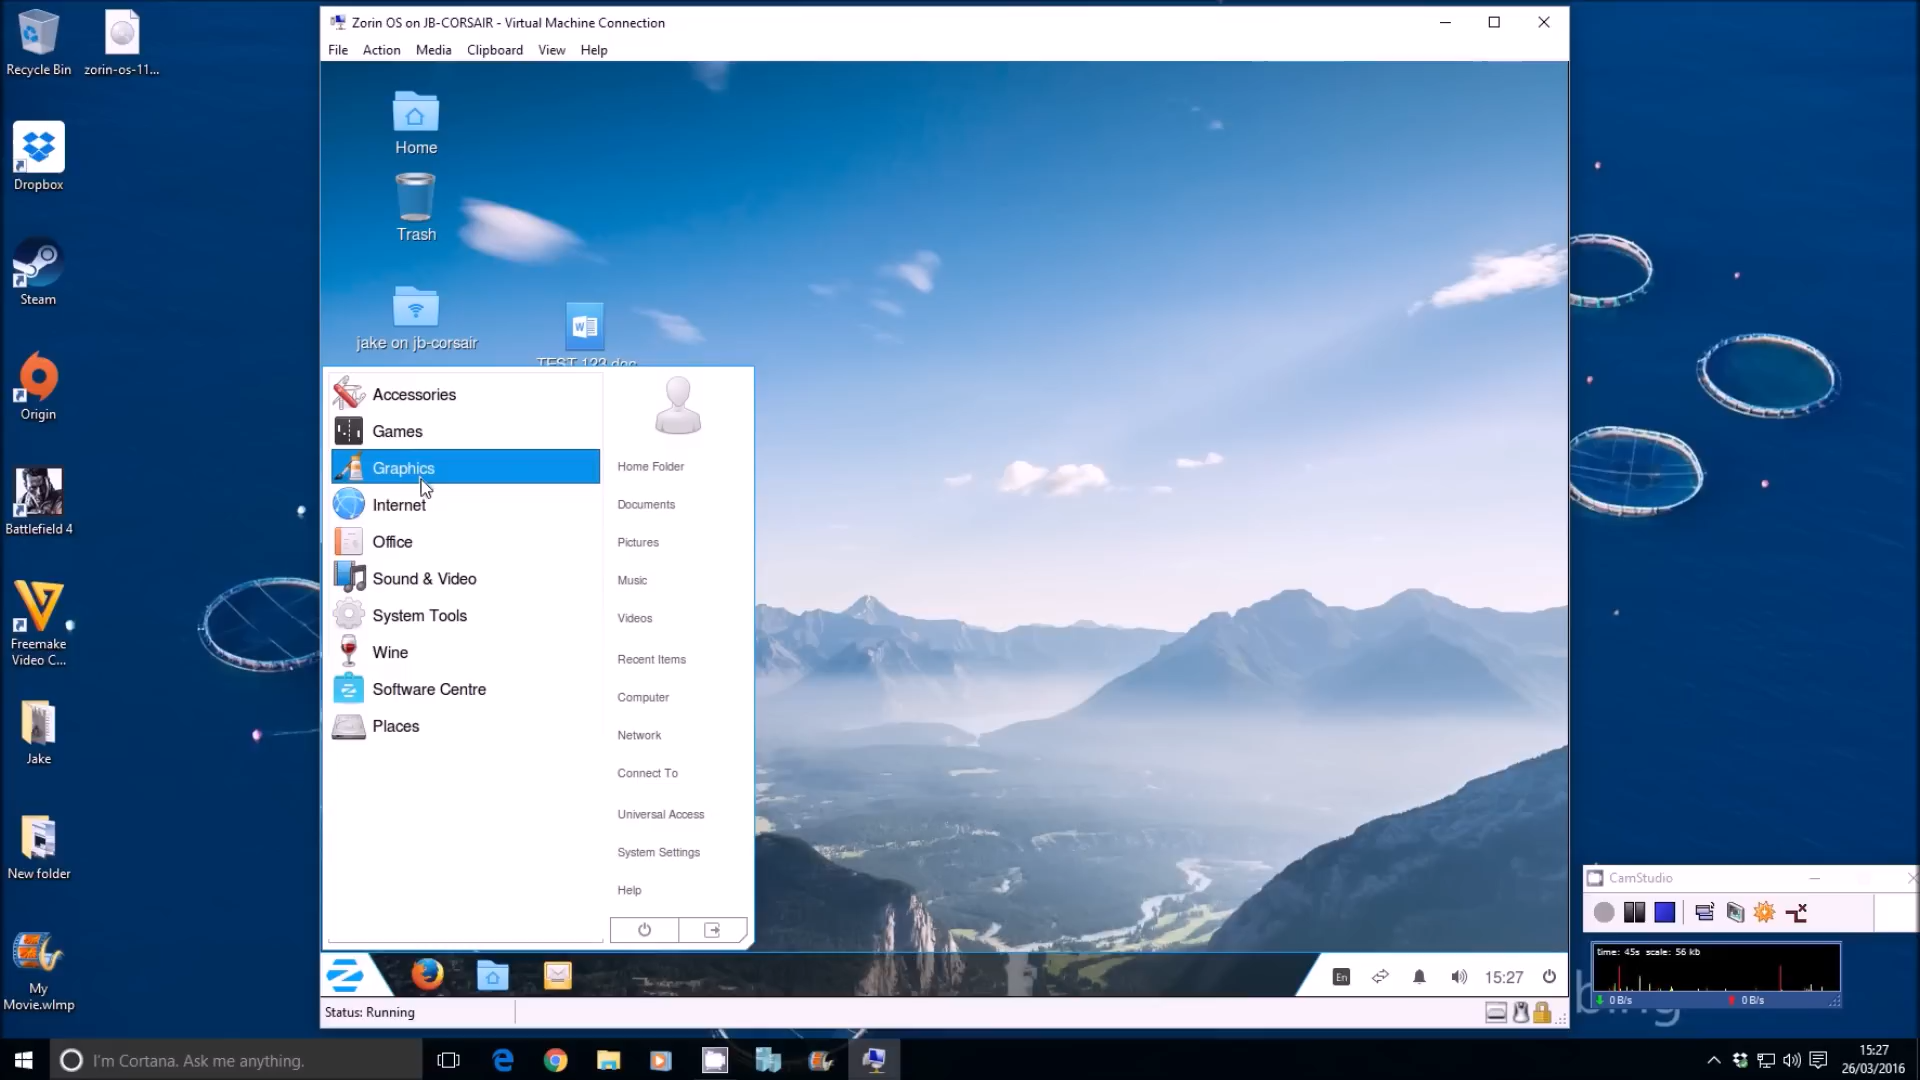 Recycle Bin
zorin-os-11...
Dropbox
Steam
Origin
Battlefield 4
Freemake
Video C...
Jake
New folder
My
Movie.wlmp
Zorin OS on JB-CORSAIR - Virtual Machine Connection
File Action Media Clipboard View Help
Home
Trash
jake on jb-corsair
TEST 123.doc
Accessories
Games
Graphics
Internet
Office
Sound & Video
System Tools
Wine
Software Centre
Places
Home Folder
Documents
Pictures
Music
Videos
Recent Items
Computer
Network
Connect To
Universal Access
System Settings
Help
En
15:27
Status: Running
CamStudio
time: 45s scale: 56 kb
0 B/s
0 B/s
bing
I'm Cortana. Ask me anything.
15:27
26/03/2016